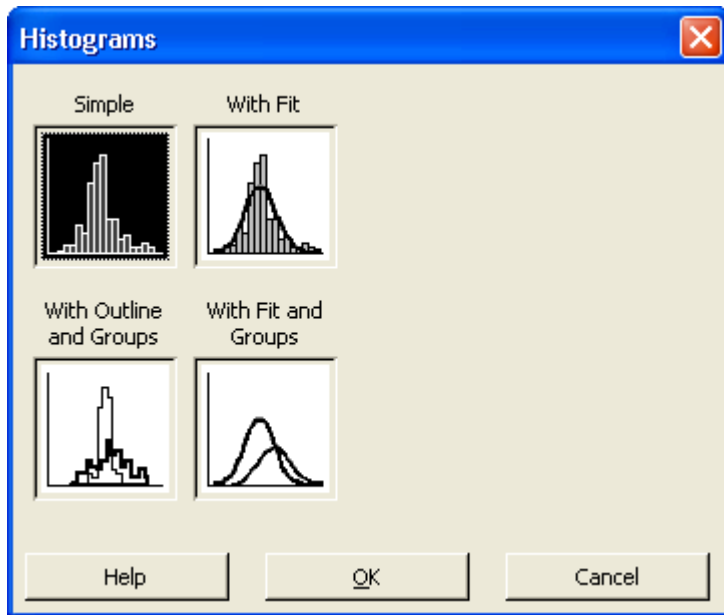 Histograms
Simple
With Fit
With Outline
and Groups
With Fit and
Groups
Help
OK
Cancel